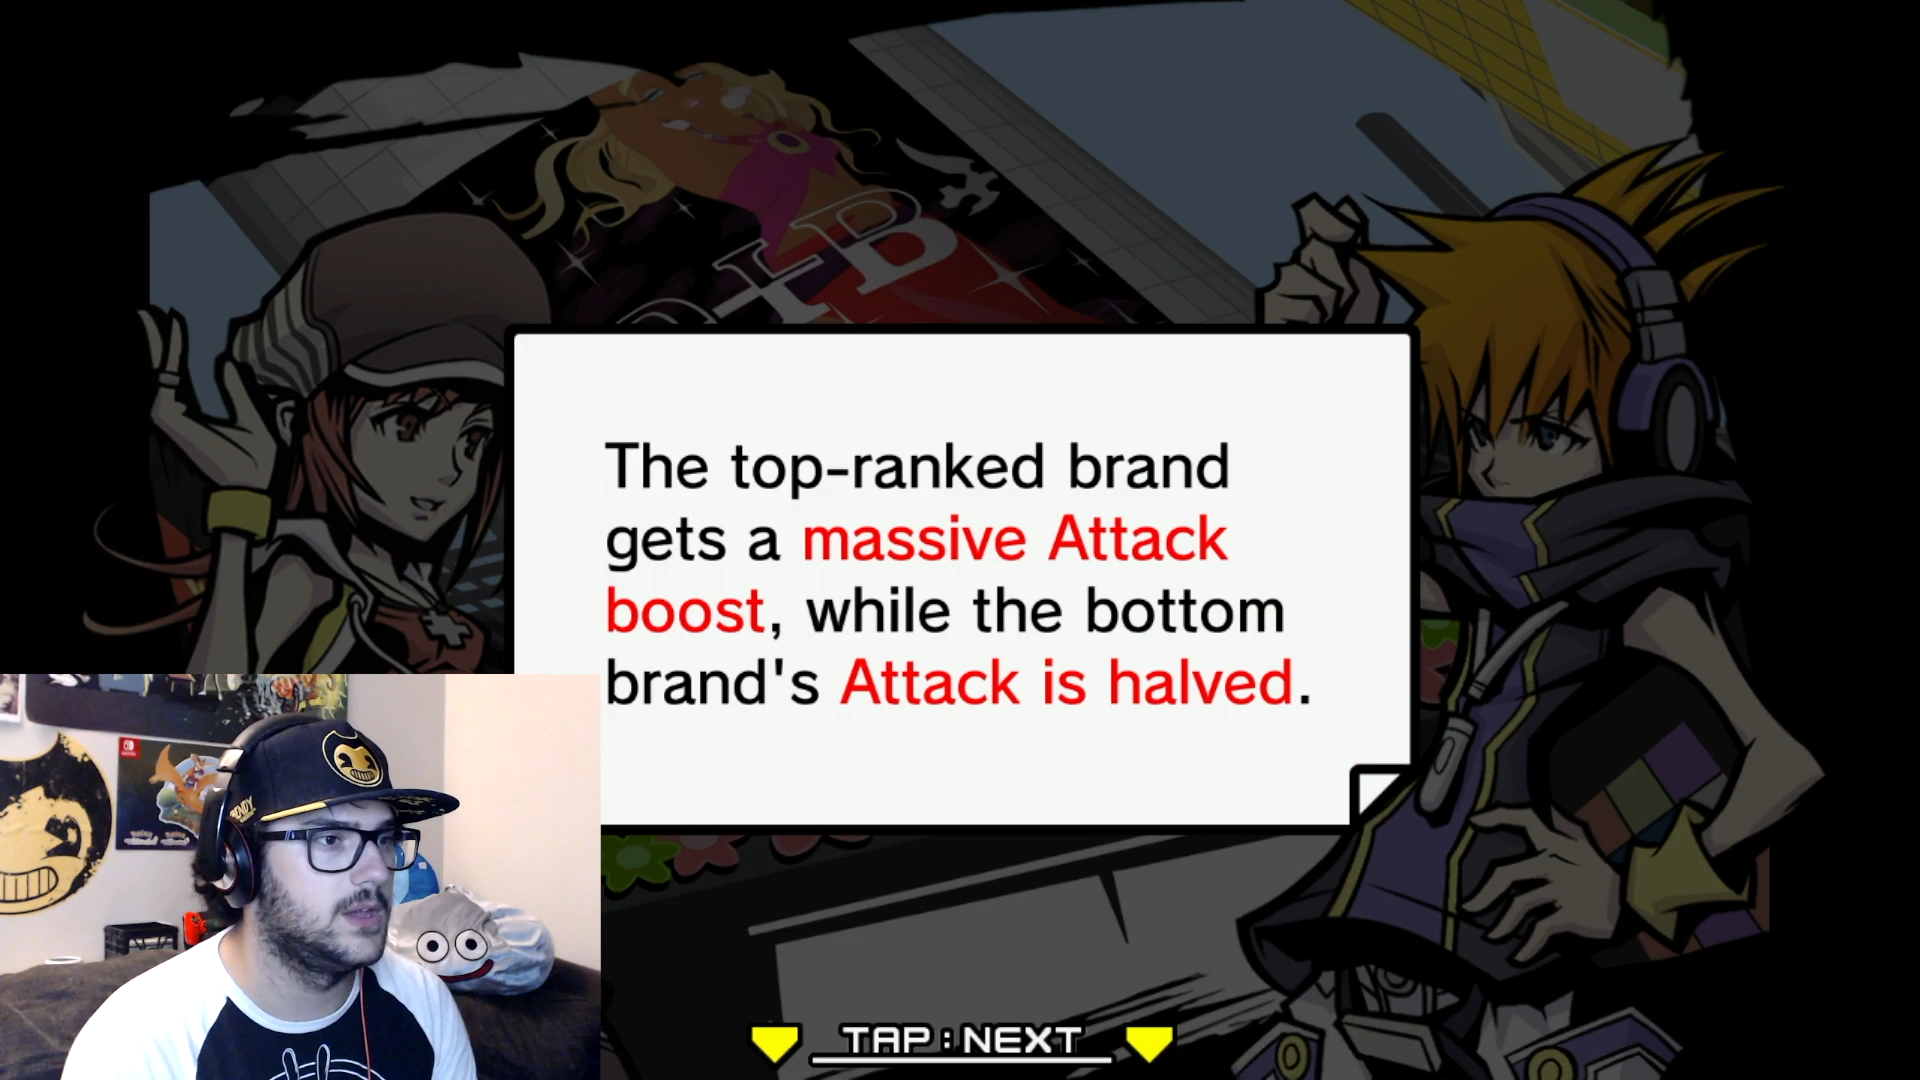 The top-ranked brand
gets a massive Attack
boost, while the bottom
brand's Attack is halved.
TAP : NEXT